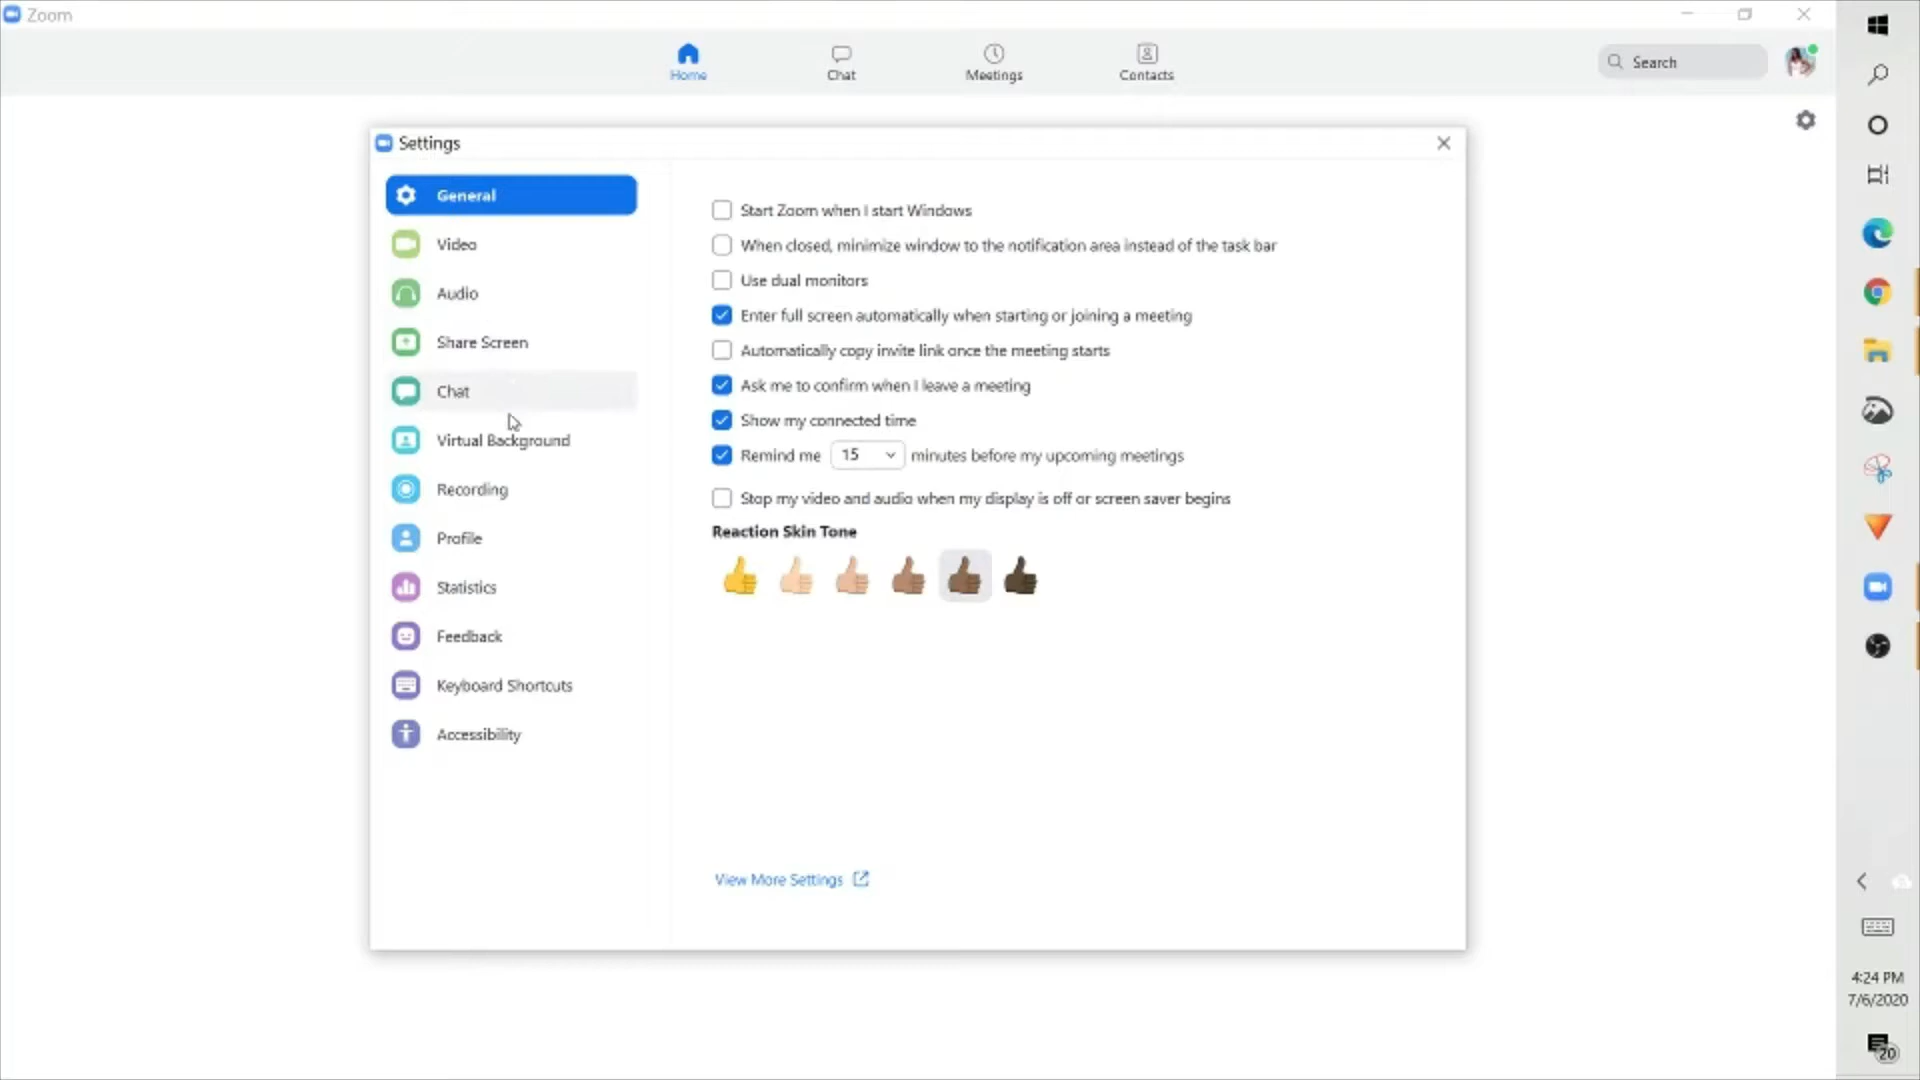 Zoom
Home
Chat
Meetings
Contacts
Search
Settings
General
Video
Audio
Share Screen
Chat
Virtual Background
Recording
Profile
Statistics
Feedback
Keyboard Shortcuts
Accessibility
Start Zoom when I start Windows
When closed, minimize window to the notification area instead of the task bar
Use dual monitors
Enter full screen automatically when starting or joining a meeting
Automatically copy invite link once the meeting starts
Ask me to confirm when I leave a meeting
Show my connected time
Remind me 15 minutes before my upcoming meetings
Stop my video and audio when my display is off or screen saver begins
Reaction Skin Tone
View More Settings
4:24 PM
7/6/2020
20